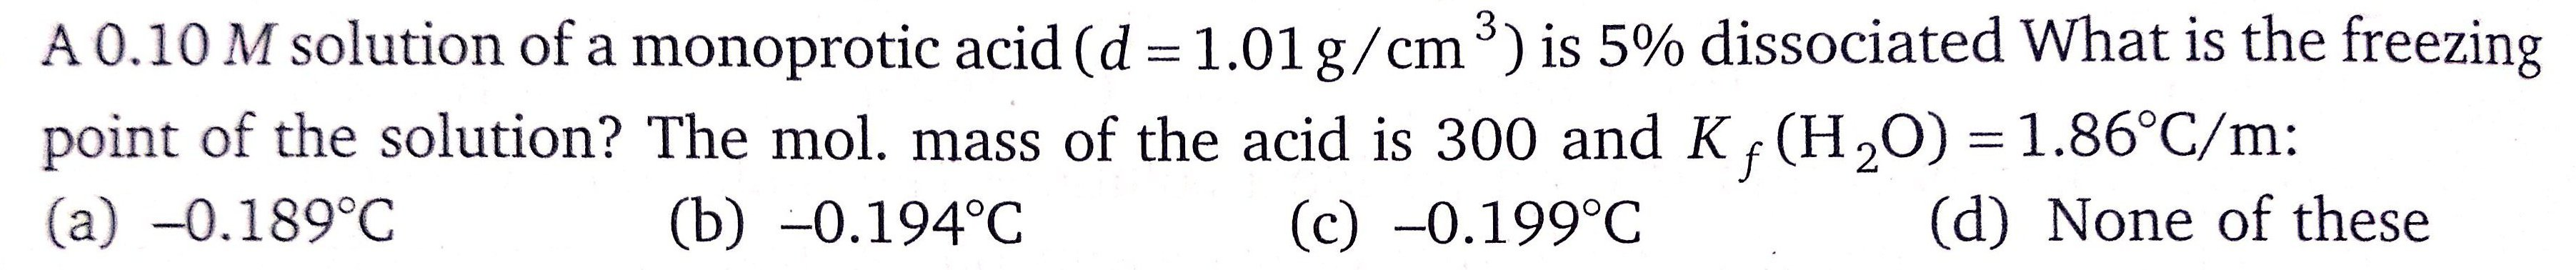 A 0.10 M solution of a monoprotic acid (d = 1.01 g/cm³) is 5% dissociated What is the freezing
point of the solution? The mol. mass of the acid is 300 and K_f (H₂O) = 1.86°C/m:
(a) –0.189°C (b) –0.194°C (c) –0.199°C (d) None of these